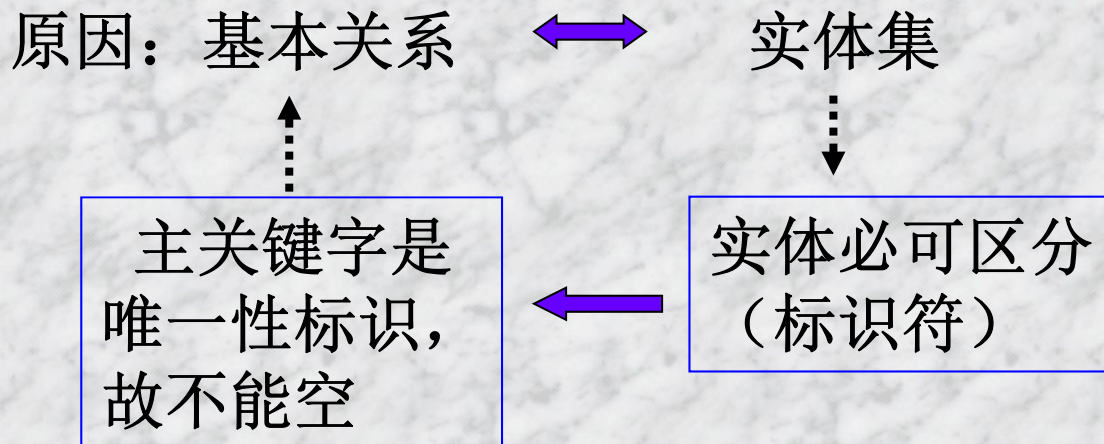 原因：基本关系
实体集
主关键字是
唯一性标识，
故不能空
实体必可区分
（标识符）